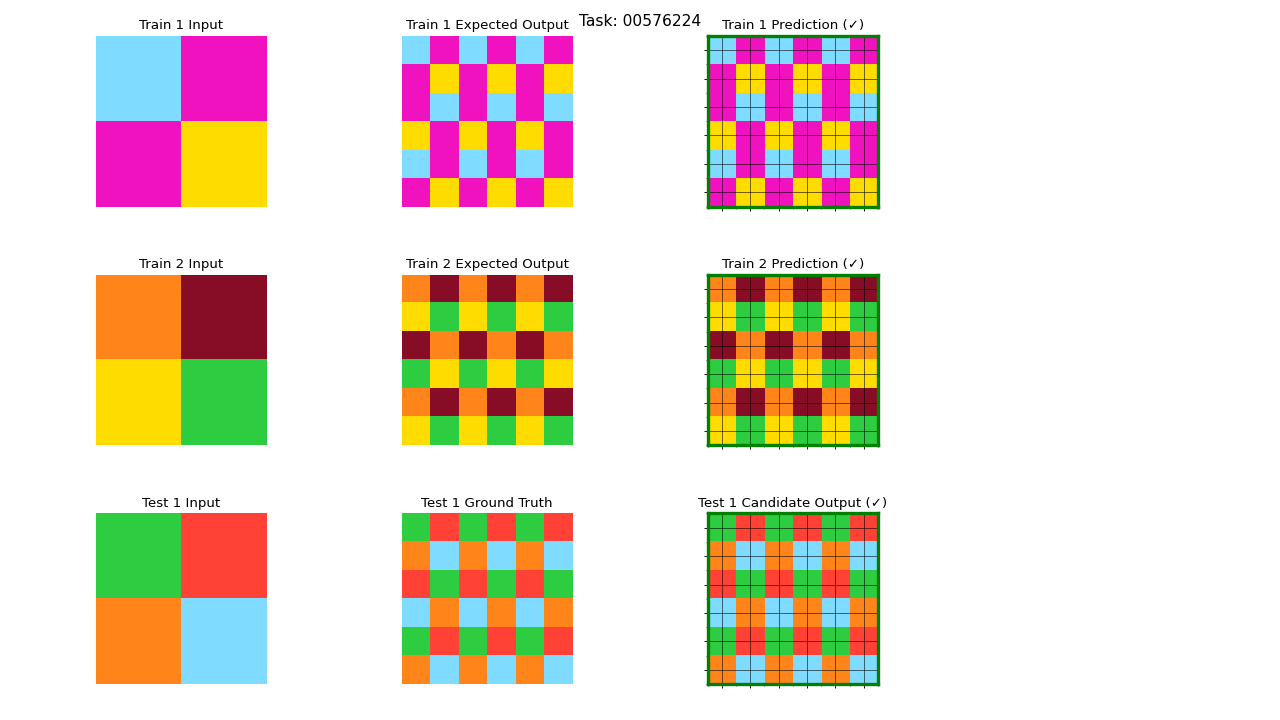 Task: 00576224
Train 1 Input
Train 1 Expected Output
Train 1 Prediction (✓)
Train 2 Input
Train 2 Expected Output
Train 2 Prediction (✓)
Test 1 Input
Test 1 Ground Truth
Test 1 Candidate Output (✓)